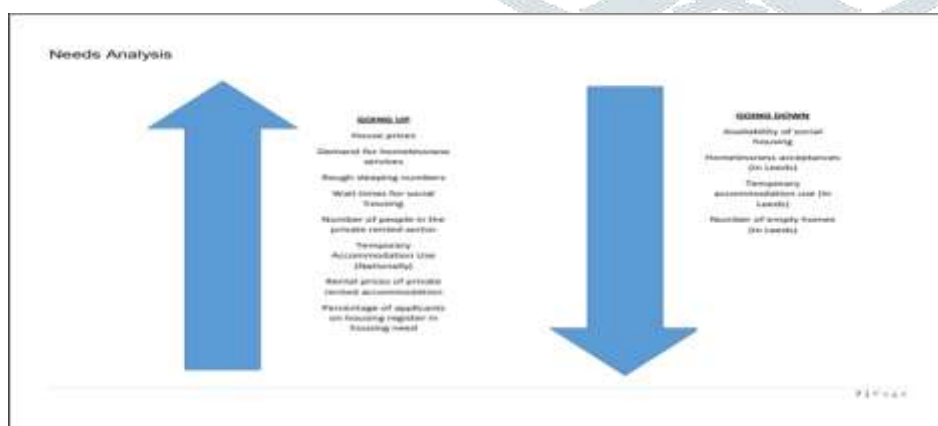 Needs Analysis
GOING UP
House prices
Demand for homelessness
services
Rough sleeping numbers
Wait times for social
housing
Number of people in the
private rented sector
Temporary
Accommodation Use
(Nationally)
Rental prices of private
rented accommodation
Percentage of applicants
on housing register in
housing need
GOING DOWN
Availability of social
housing
Homelessness acceptances
(in Leeds)
Temporary
accommodation use (in
Leeds)
Number of empty homes
(in Leeds)
| Page